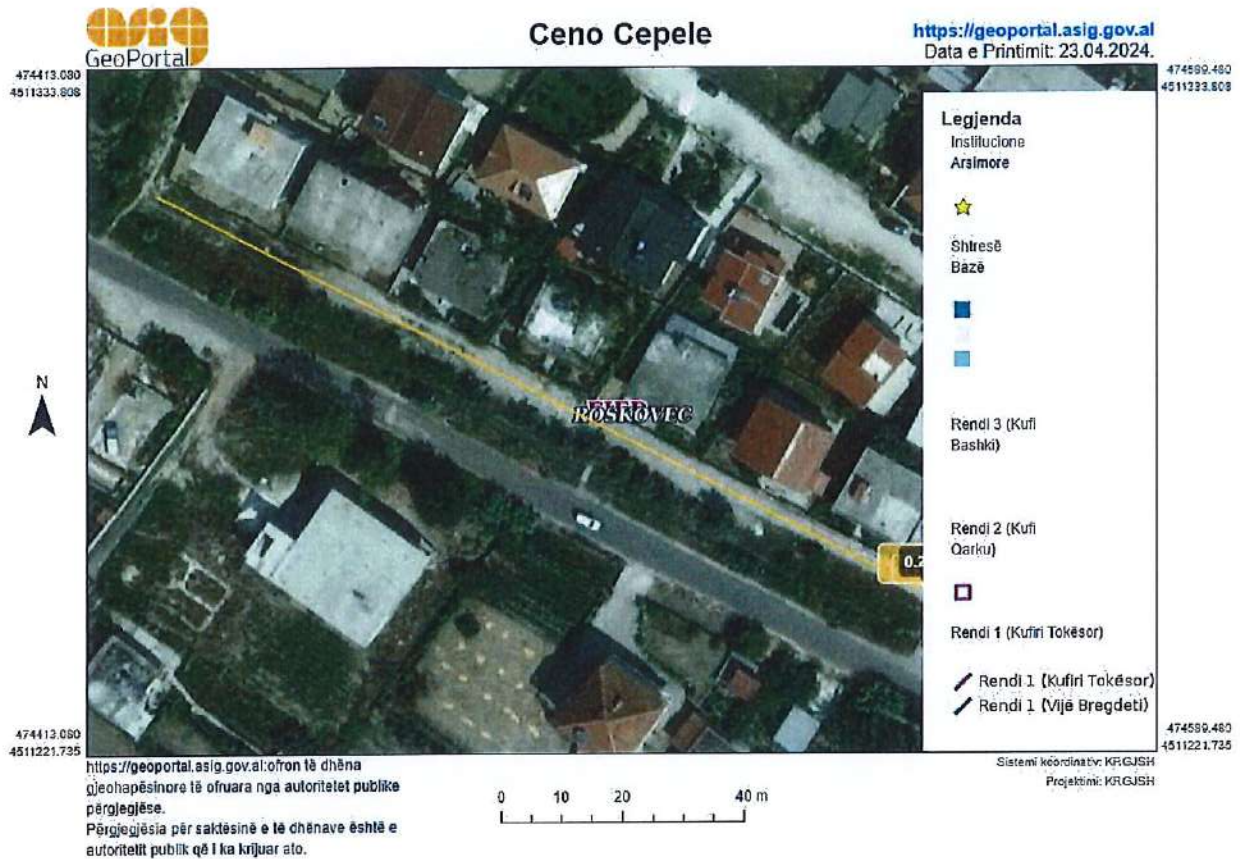 asig
GeoPortal
Ceno Cepele
https://geoportal.asig.gov.al
Data e Printimit: 23.04.2024.
474413.080
4511333.808
474589.480
4511333.808
Legjenda
Institucione
Arsimore
Shtresë
Bazë
Rendi 3 (Kufi
Bashki)
Rendi 2 (Kufi
Qarku)
Rendi 1 (Kufiri Tokësor)
Rendi 1 (Kufiri Tokësor)
Rendi 1 (Vijë Bregdeti)
N
ROSKOVEC
0.2
474413.080
4511221.735
474589.480
4511221.735
https://geoportal.asig.gov.al:ofron të dhëna
gjeohapësinore të ofruara nga autoritetet publike
përgjegjëse.
Përgjegjësia për saktësinë e të dhënave është e
autoritetit publik që i ka krijuar ato.
0 10 20 40 m
Sistemi koordinativ: KRGJSH
Projektimi: KRGJSH